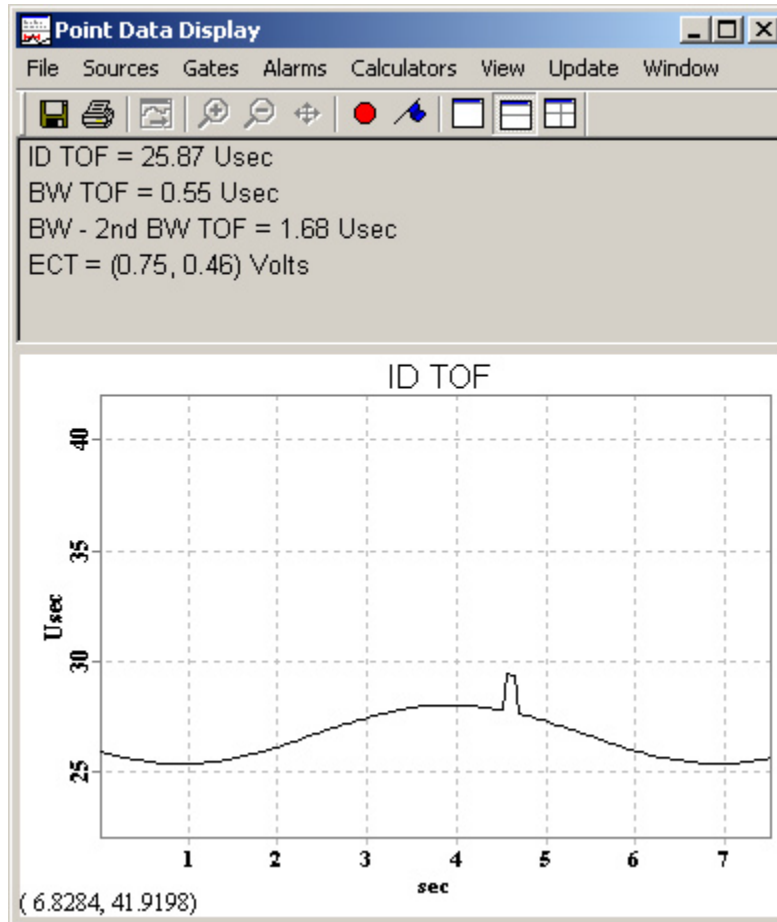 Point Data Display
File Sources Gates Alarms Calculators View Update Window
ID TOF = 25.87 Usec
BW TOF = 0.55 Usec
BW - 2nd BW TOF = 1.68 Usec
ECT = (0.75, 0.46) Volts
ID TOF
40
35
Usec
30
25
1 2 3 4 5 6 7
sec
( 6.8284, 41.9198)